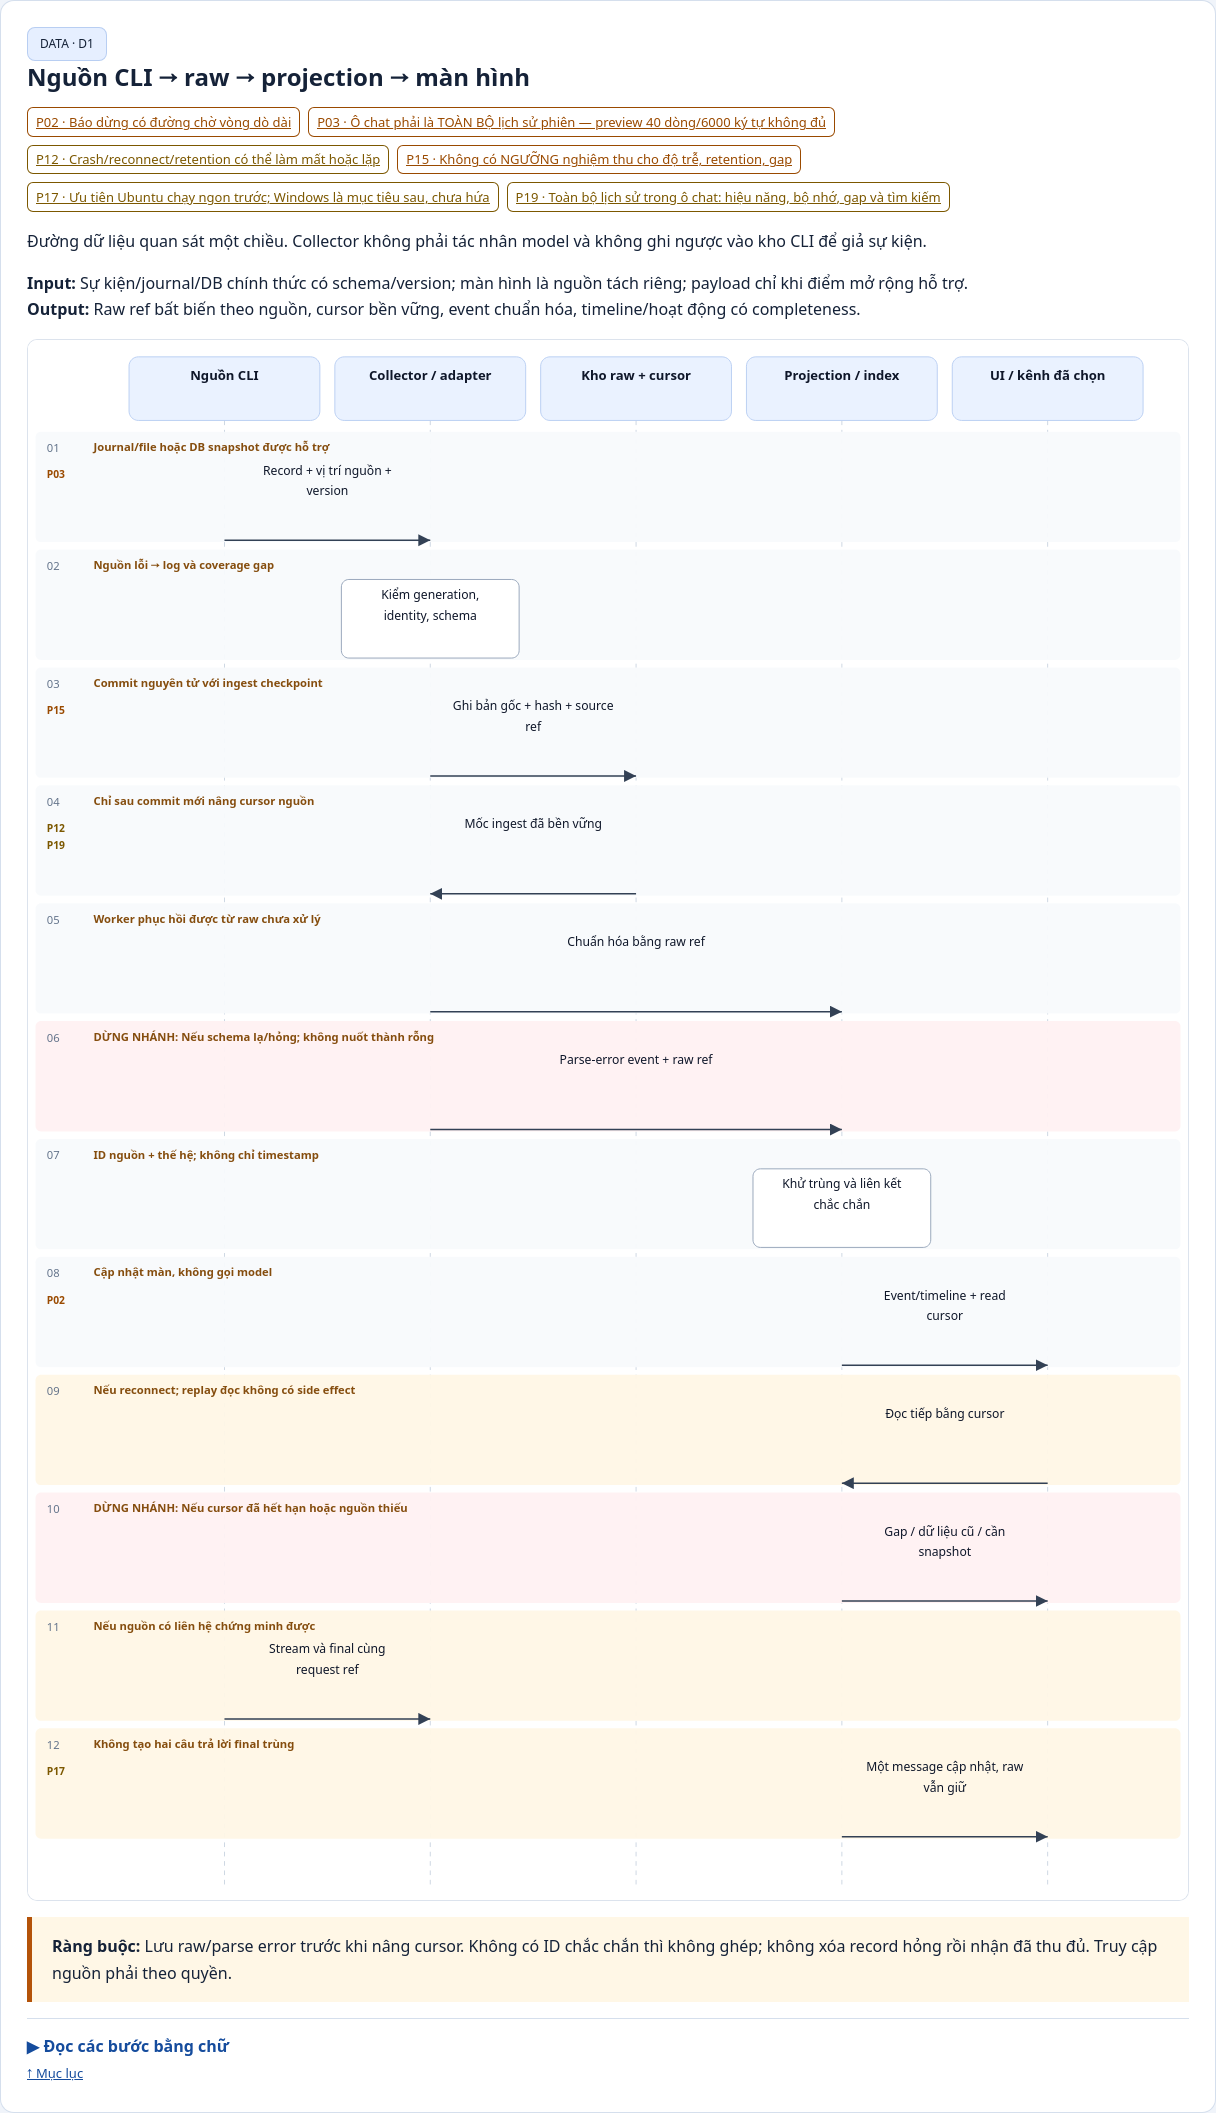 DATA · D1
Nguồn CLI → raw → projection → màn hình
P02 · Báo dừng có đường chờ vòng dò dài
P03 · Ô chat phải là TOÀN BỘ lịch sử phiên — preview 40 dòng/6000 ký tự không đủ
P12 · Crash/reconnect/retention có thể làm mất hoặc lặp
P15 · Không có NGƯỠNG nghiệm thu cho độ trễ, retention, gap
P17 · Ưu tiên Ubuntu chạy ngon trước; Windows là mục tiêu sau, chưa hứa
P19 · Toàn bộ lịch sử trong ô chat: hiệu năng, bộ nhớ, gap và tìm kiếm
Đường dữ liệu quan sát một chiều. Collector không phải tác nhân model và không ghi ngược vào kho CLI để giả sự kiện.
Input: Sự kiện/journal/DB chính thức có schema/version; màn hình là nguồn tách riêng; payload chỉ khi điểm mở rộng hỗ trợ.
Output: Raw ref bất biến theo nguồn, cursor bền vững, event chuẩn hóa, timeline/hoạt động có completeness.
Nguồn CLI
Collector / adapter
Kho raw + cursor
Projection / index
UI / kênh đã chọn
01
Journal/file hoặc DB snapshot được hỗ trợ
P03
Record + vị trí nguồn +
version
02
Nguồn lỗi → log và coverage gap
Kiểm generation,
identity, schema
03
Commit nguyên tử với ingest checkpoint
P15
Ghi bản gốc + hash + source
ref
04
Chỉ sau commit mới nâng cursor nguồn
P12
P19
Mốc ingest đã bền vững
05
Worker phục hồi được từ raw chưa xử lý
Chuẩn hóa bằng raw ref
06
DỪNG NHÁNH: Nếu schema lạ/hỏng; không nuốt thành rỗng
Parse-error event + raw ref
07
ID nguồn + thế hệ; không chỉ timestamp
Khử trùng và liên kết
chắc chắn
08
Cập nhật màn, không gọi model
P02
Event/timeline + read
cursor
09
Nếu reconnect; replay đọc không có side effect
Đọc tiếp bằng cursor
10
DỪNG NHÁNH: Nếu cursor đã hết hạn hoặc nguồn thiếu
Gap / dữ liệu cũ / cần
snapshot
11
Nếu nguồn có liên hệ chứng minh được
Stream và final cùng
request ref
12
Không tạo hai câu trả lời final trùng
P17
Một message cập nhật, raw
vẫn giữ
Ràng buộc: Lưu raw/parse error trước khi nâng cursor. Không có ID chắc chắn thì không ghép; không xóa record hỏng rồi nhận đã thu đủ. Truy cập
nguồn phải theo quyền.
▶ Đọc các bước bằng chữ
↑ Mục lục